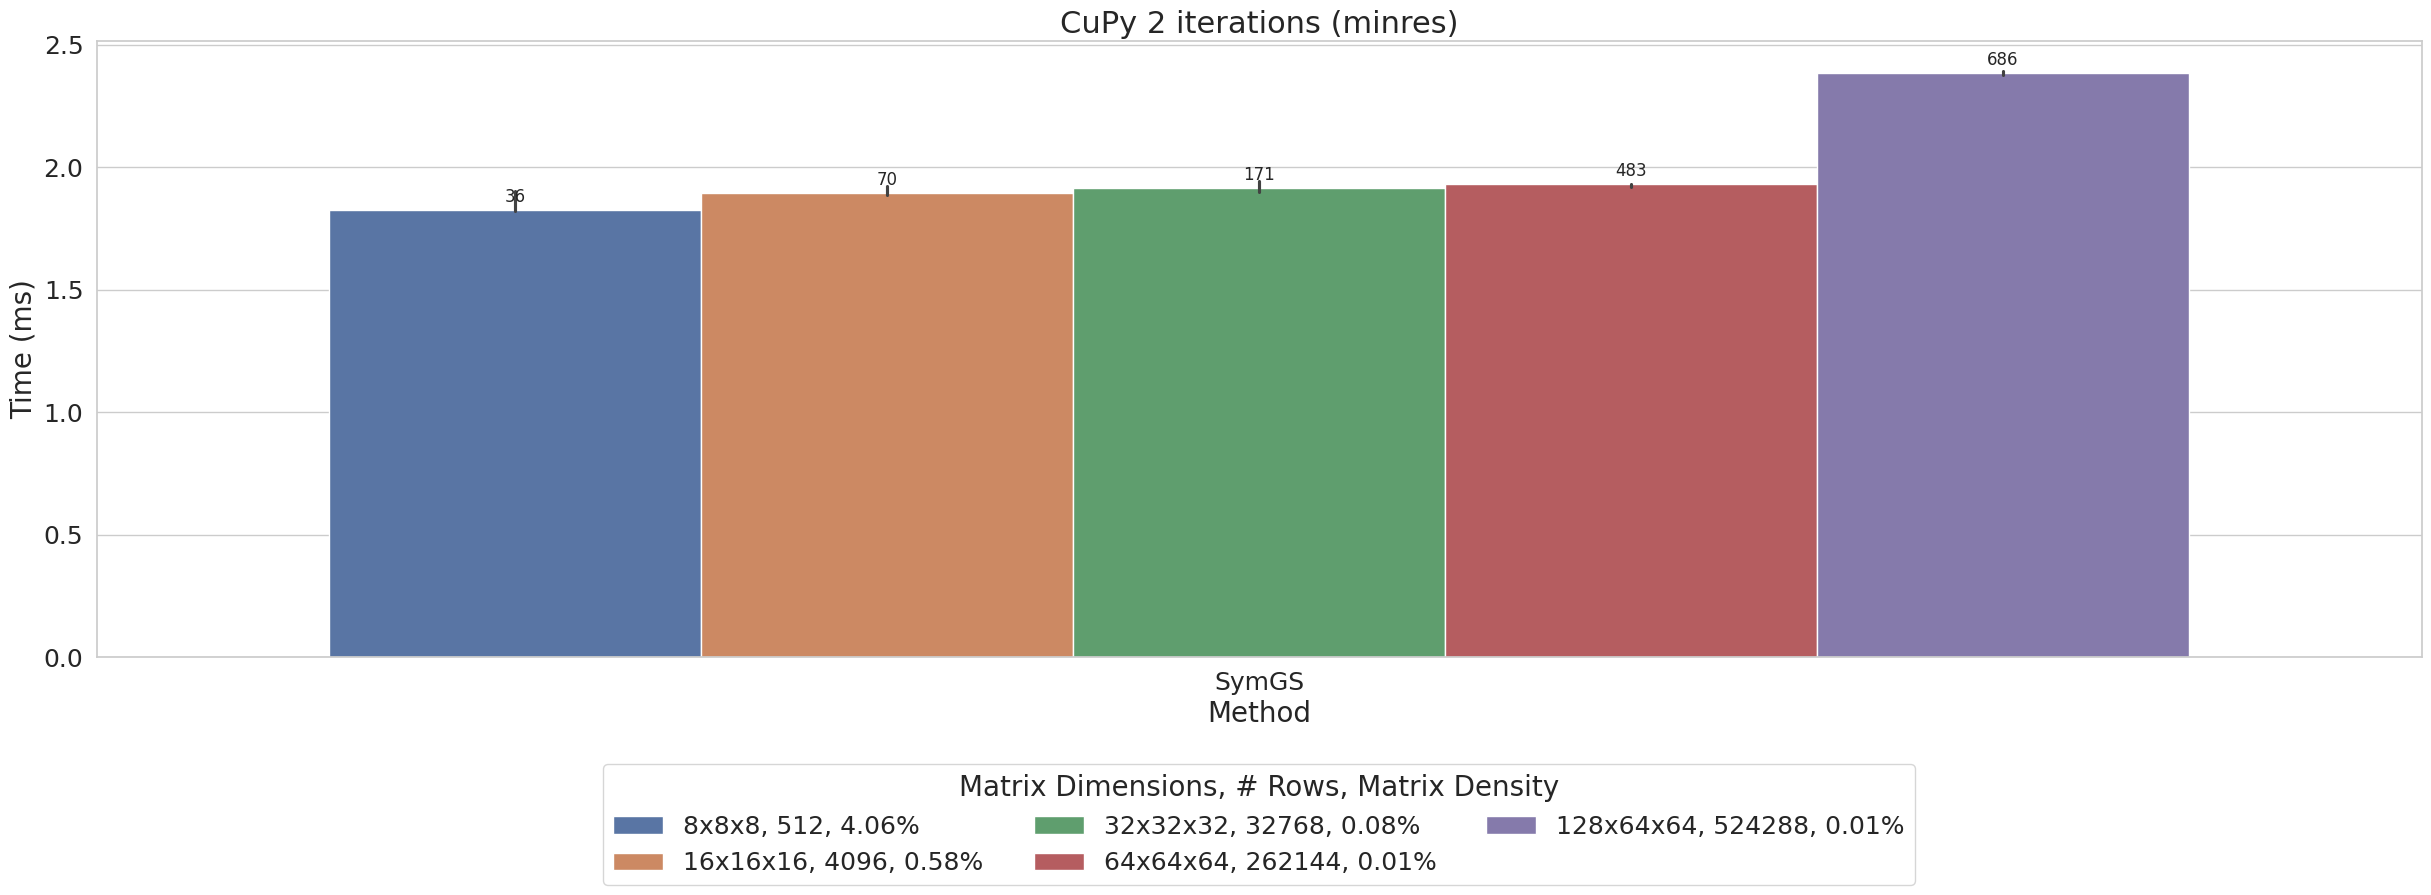 CuPy 2 iterations (minres)
Time (ms)
2.5
2.0
1.5
1.0
0.5
0.0
36
70
171
483
686
SymGS
Method
Matrix Dimensions, # Rows, Matrix Density
8x8x8, 512, 4.06%
16x16x16, 4096, 0.58%
32x32x32, 32768, 0.08%
64x64x64, 262144, 0.01%
128x64x64, 524288, 0.01%